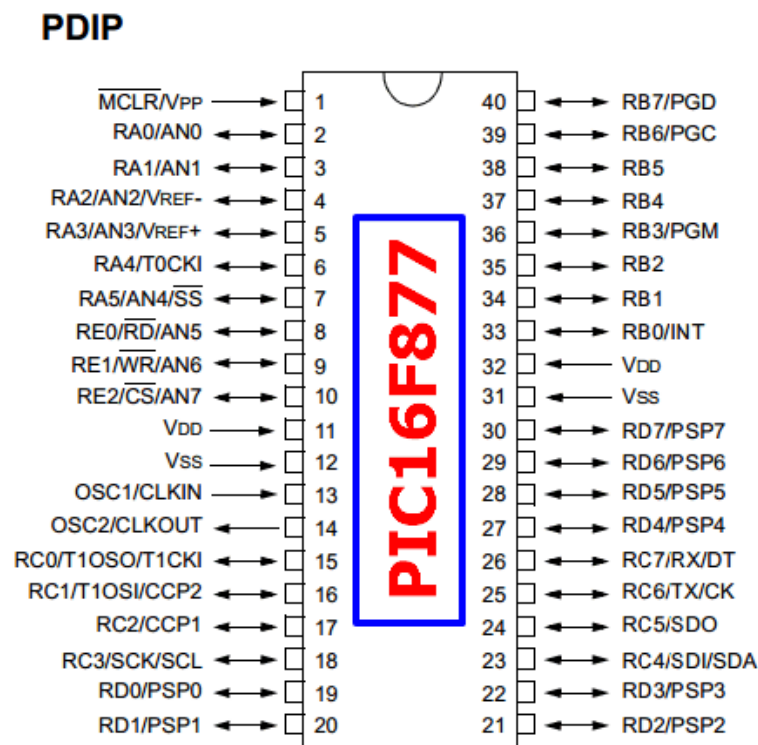 PDIP
MCLR/VPP 1 40 RB7/PGD
RA0/AN0 2 39 RB6/PGC
RA1/AN1 3 38 RB5
RA2/AN2/VREF- 4 37 RB4
RA3/AN3/VREF+ 5 36 RB3/PGM
RA4/T0CKI 6 35 RB2
RA5/AN4/SS 7 34 RB1
RE0/RD/AN5 8 33 RB0/INT
RE1/WR/AN6 9 32 VDD
RE2/CS/AN7 10 31 VSS
VDD 11 30 RD7/PSP7
VSS 12 29 RD6/PSP6
OSC1/CLKIN 13 28 RD5/PSP5
OSC2/CLKOUT 14 27 RD4/PSP4
RC0/T1OSO/T1CKI 15 26 RC7/RX/DT
RC1/T1OSI/CCP2 16 25 RC6/TX/CK
RC2/CCP1 17 24 RC5/SDO
RC3/SCK/SCL 18 23 RC4/SDI/SDA
RD0/PSP0 19 22 RD3/PSP3
RD1/PSP1 20 21 RD2/PSP2
PIC16F877